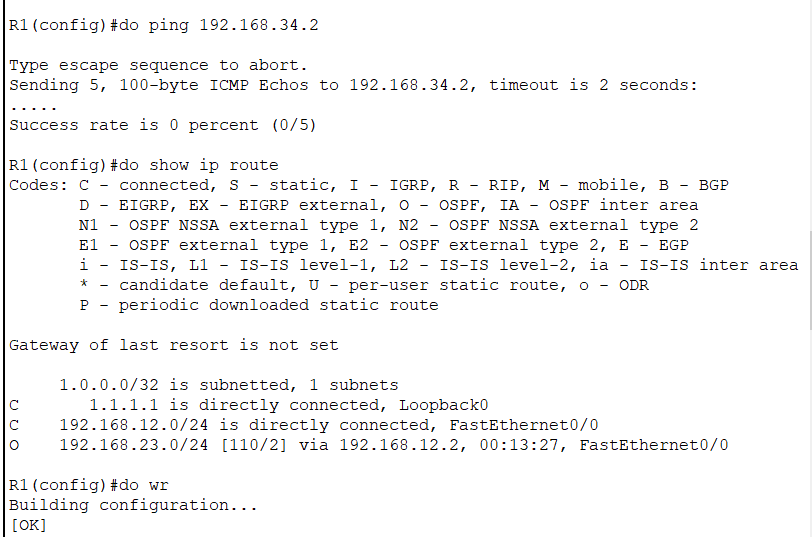 R1(config)#do ping 192.168.34.2
Type escape sequence to abort.
Sending 5, 100-byte ICMP Echos to 192.168.34.2, timeout is 2 seconds:
.....
Success rate is 0 percent (0/5)
R1(config)#do show ip route
Codes: C - connected, S - static, I - IGRP, R - RIP, M - mobile, B - BGP
       D - EIGRP, EX - EIGRP external, O - OSPF, IA - OSPF inter area
       N1 - OSPF NSSA external type 1, N2 - OSPF NSSA external type 2
       E1 - OSPF external type 1, E2 - OSPF external type 2, E - EGP
       i - IS-IS, L1 - IS-IS level-1, L2 - IS-IS level-2, ia - IS-IS inter area
       * - candidate default, U - per-user static route, o - ODR
       P - periodic downloaded static route
Gateway of last resort is not set
     1.0.0.0/32 is subnetted, 1 subnets
C       1.1.1.1 is directly connected, Loopback0
C    192.168.12.0/24 is directly connected, FastEthernet0/0
O    192.168.23.0/24 [110/2] via 192.168.12.2, 00:13:27, FastEthernet0/0
R1(config)#do wr
Building configuration...
[OK]